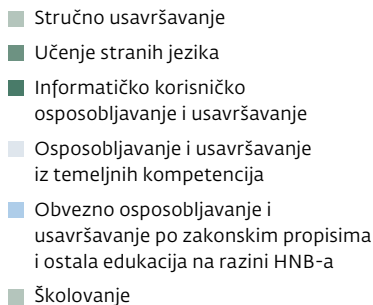 Stručno usavršavanje
Učenje stranih jezika
Informatičko korisničko
osposobljavanje i usavršavanje
Osposobljavanje i usavršavanje
iz temeljnih kompetencija
Obvezno osposobljavanje i
usavršavanje po zakonskim propisima
i ostala edukacija na razini HNB-a
Školovanje